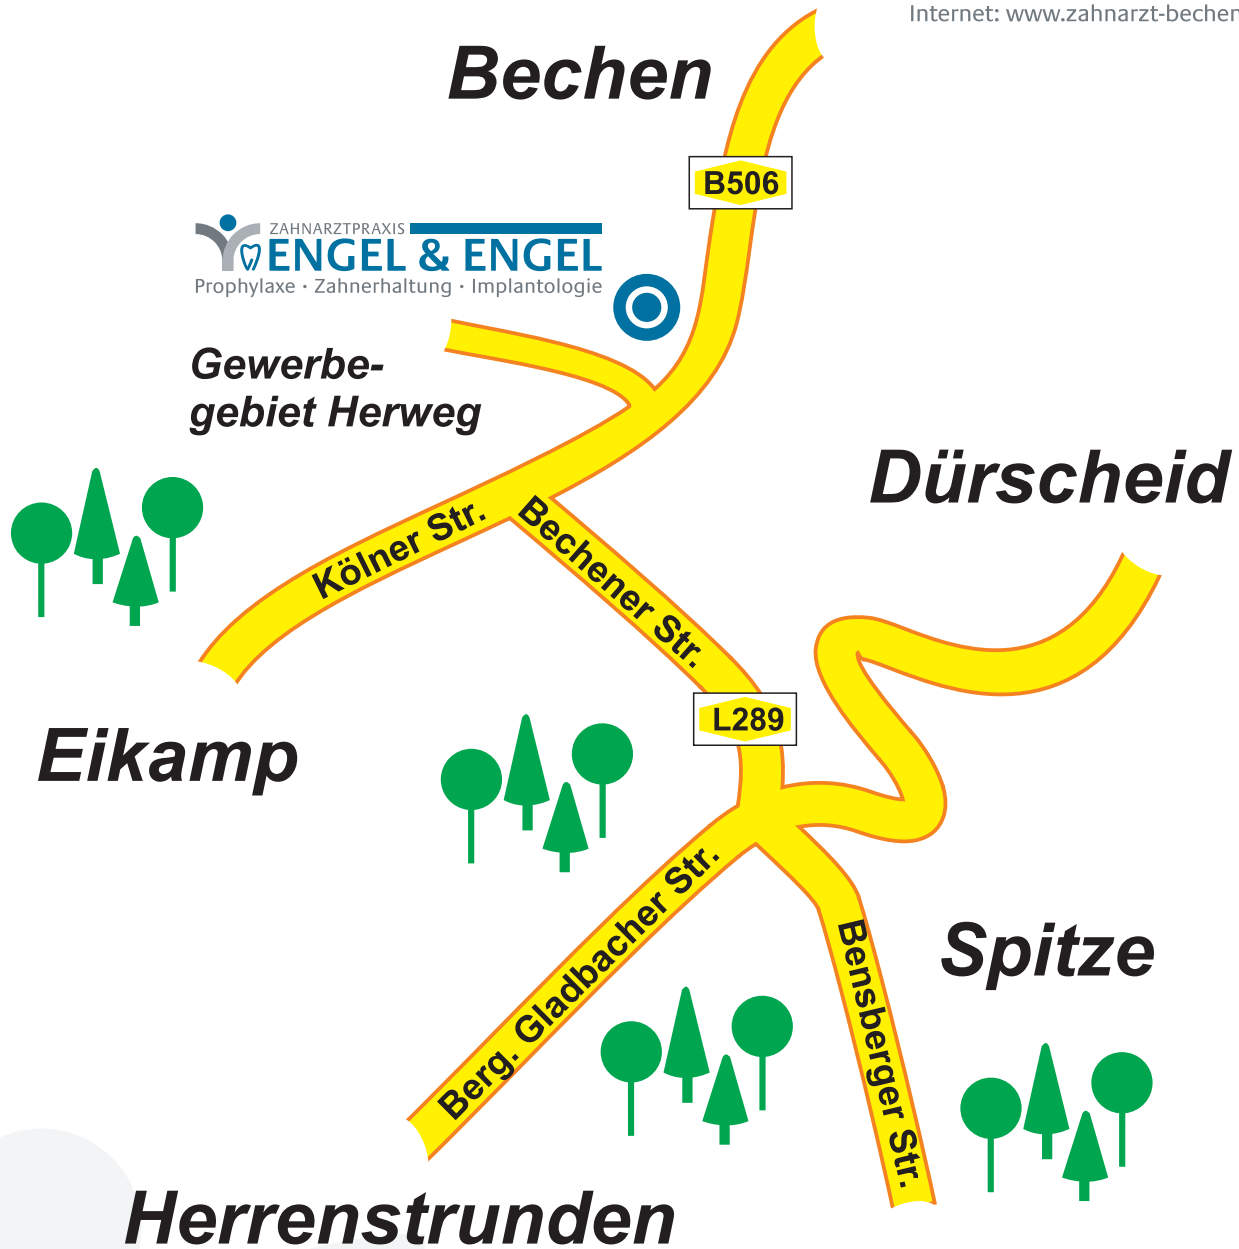 Internet: www.zahnarzt-bechen
Bechen
B506
ZAHNARZTPRAXIS
ENGEL & ENGEL
Prophylaxe · Zahnerhaltung · Implantologie
Gewerbe-
gebiet Herweg
Dürscheid
Kölner Str.
Bechener Str.
L289
Eikamp
Berg. Gladbacher Str.
Bensberger Str.
Spitze
Herrenstrunden